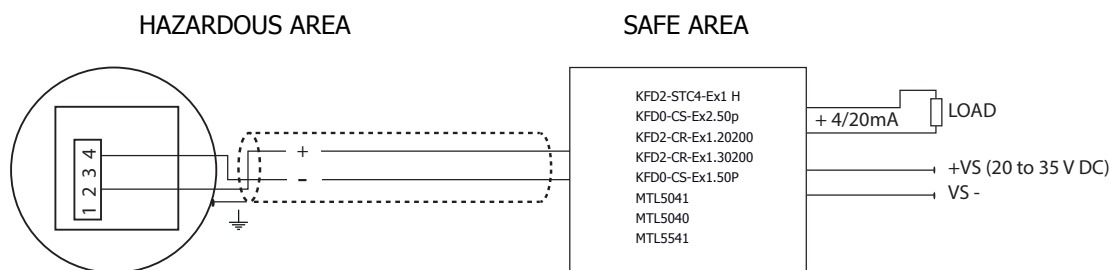 HAZARDOUS AREA
SAFE AREA
1 2 3 4
+
-
KFD2-STC4-Ex1 H
KFD0-CS-Ex2.50p
KFD2-CR-Ex1.20200
KFD2-CR-Ex1.30200
KFD0-CS-Ex1.50P
MTL5041
MTL5040
MTL5541
+ 4/20mA
LOAD
+VS (20 to 35 V DC)
VS -